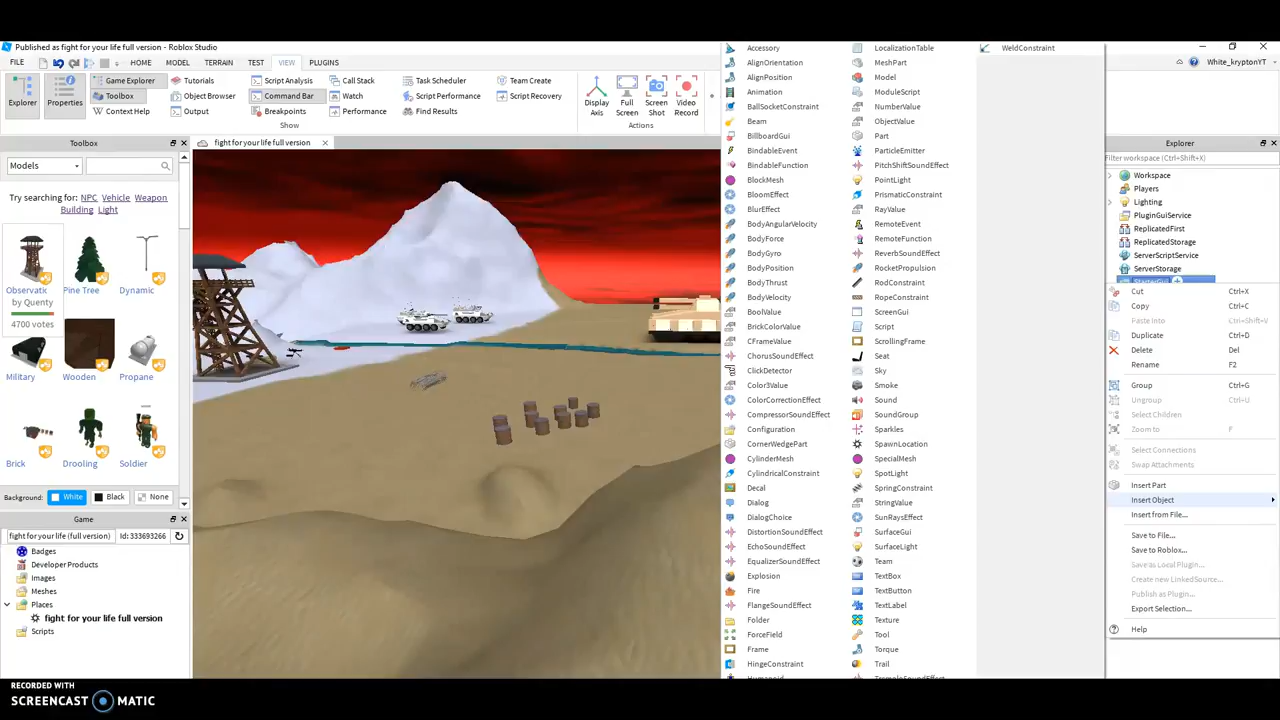 Published as fight for your life full version - Roblox Studio
FILE HOME MODEL TERRAIN TEST VIEW PLUGINS
White_kryptonYT
Explorer
Properties
Game Explorer Tutorials
Toolbox Object Browser
Context Help Output
Script Analysis Call Stack Task Scheduler Team Create
Command Bar Watch Script Performance Script Recovery
Breakpoints Performance Find Results
Show
Display Axis
Full Screen
Screen Shot
Video Record
Actions
Toolbox
Models
Try searching for: NPC Vehicle Weapon
Building Light
Observatic
by Quenty
4700 votes
Pine Tree
Dynamic
Military
Wooden
Propane
Brick
Drooling
Soldier
Background: White Black None
Game
fight for your life (full version) Id: 333693266
Badges
Developer Products
Images
Meshes
Places
fight for your life full version
Scripts
fight for your life full version
Accessory
AlignOrientation
AlignPosition
Animation
BallSocketConstraint
Beam
BillboardGui
BindableEvent
BindableFunction
BlockMesh
BloomEffect
BlurEffect
BodyAngularVelocity
BodyForce
BodyGyro
BodyPosition
BodyThrust
BodyVelocity
BoolValue
BrickColorValue
CFrameValue
ChorusSoundEffect
ClickDetector
Color3Value
ColorCorrectionEffect
CompressorSoundEffect
Configuration
CornerWedgePart
CylinderMesh
CylindricalConstraint
Decal
Dialog
DialogChoice
DistortionSoundEffect
EchoSoundEffect
EqualizerSoundEffect
Explosion
Fire
FlangeSoundEffect
Folder
ForceField
Frame
HingeConstraint
LocalizationTable
MeshPart
Model
ModuleScript
NumberValue
ObjectValue
Part
ParticleEmitter
PitchShiftSoundEffect
PointLight
PrismaticConstraint
RayValue
RemoteEvent
RemoteFunction
ReverbSoundEffect
RocketPropulsion
RodConstraint
RopeConstraint
ScreenGui
Script
ScrollingFrame
Seat
Sky
Smoke
Sound
SoundGroup
Sparkles
SpawnLocation
SpecialMesh
SpotLight
SpringConstraint
StringValue
SunRaysEffect
SurfaceGui
SurfaceLight
Team
TextBox
TextButton
TextLabel
Texture
Tool
Torque
Trail
WeldConstraint
Explorer
Filter workspace (Ctrl+Shift+X)
Workspace
Players
Lighting
PluginGuiService
ReplicatedFirst
ReplicatedStorage
ServerScriptService
ServerStorage
Cut Ctrl+X
Copy Ctrl+C
Paste Into Ctrl+Shift+V
Duplicate Ctrl+D
Delete Del
Rename F2
Group Ctrl+G
Ungroup Ctrl+U
Select Children
Zoom to F
Select Connections
Swap Attachments
Insert Part
Insert Object
Insert from File...
Save to File...
Save to Roblox...
Save as Local Plugin...
Create new LinkedSource...
Publish as Plugin...
Export Selection...
Help
RECORDED WITH
SCREENCAST MATIC